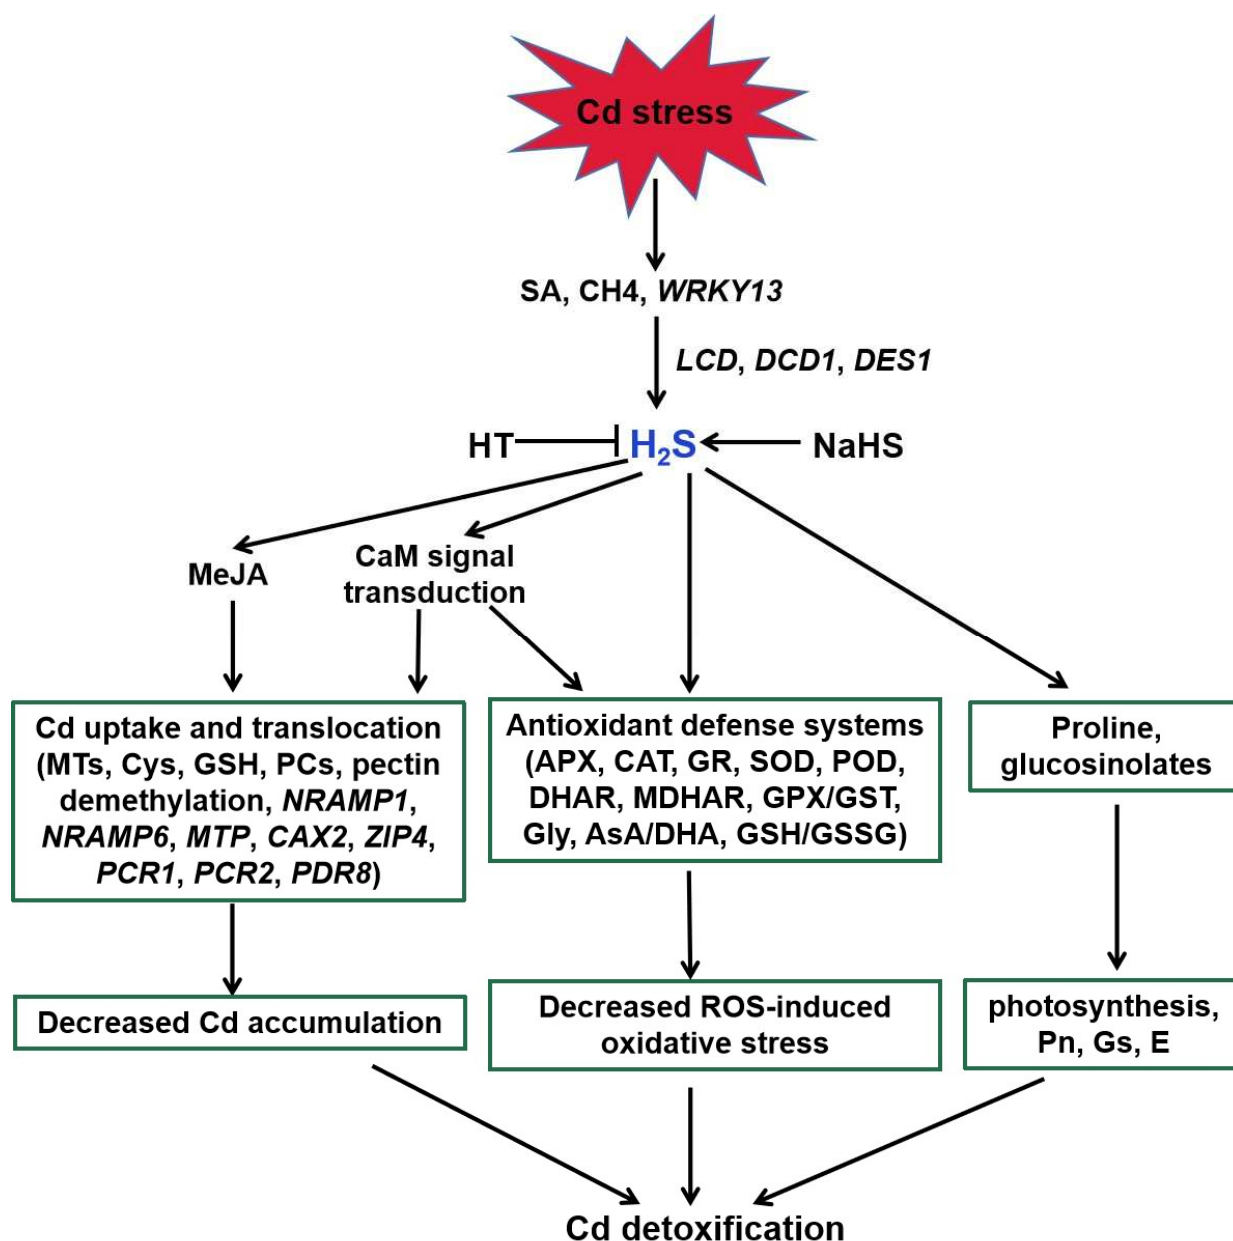 Cd stress
SA, CH4, WRKY13
LCD, DCD1, DES1
HT
H₂S
NaHS
MeJA
CaM signal
transduction
Cd uptake and translocation
(MTs, Cys, GSH, PCs, pectin
demethylation, NRAMP1,
NRAMP6, MTP, CAX2, ZIP4,
PCR1, PCR2, PDR8)
Antioxidant defense systems
(APX, CAT, GR, SOD, POD,
DHAR, MDHAR, GPX/GST,
Gly, AsA/DHA, GSH/GSSG)
Proline,
glucosinolates
Decreased Cd accumulation
Decreased ROS-induced
oxidative stress
photosynthesis,
Pn, Gs, E
Cd detoxification